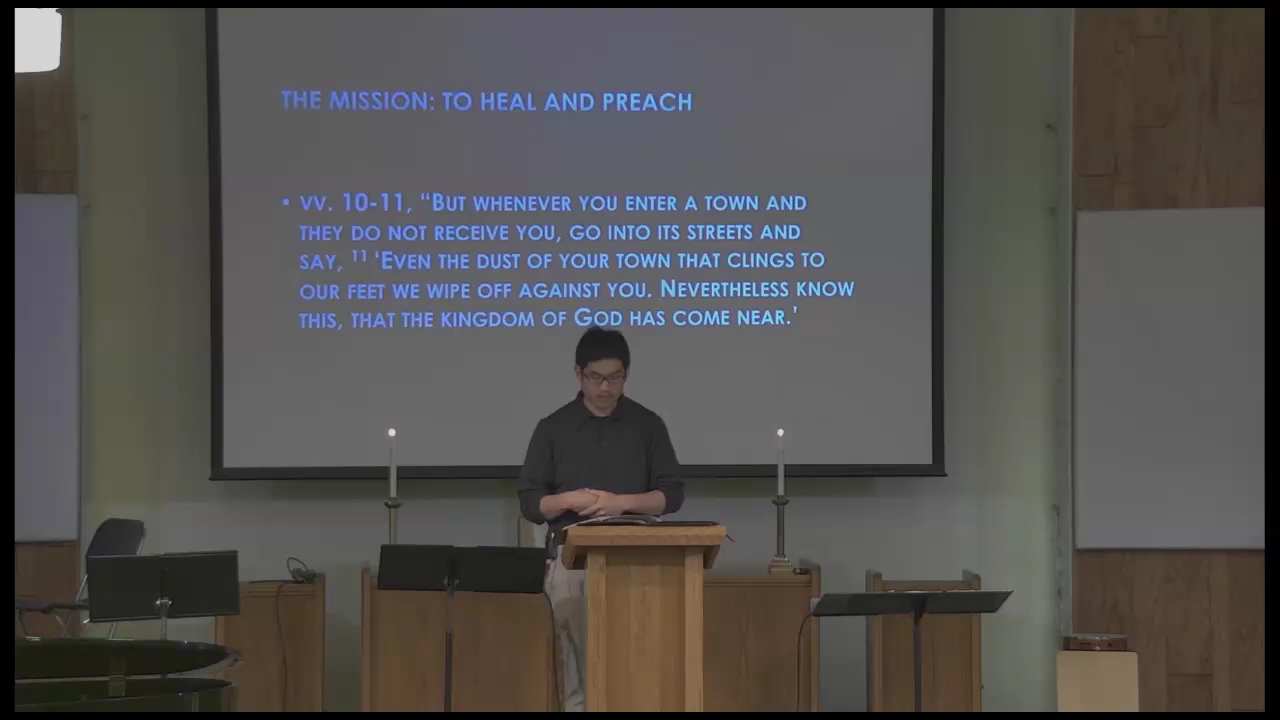 THE MISSION: TO HEAL AND PREACH
• VV. 10-11, “BUT WHENEVER YOU ENTER A TOWN AND
THEY DO NOT RECEIVE YOU, GO INTO ITS STREETS AND
SAY, 11 ‘EVEN THE DUST OF YOUR TOWN THAT CLINGS TO
OUR FEET WE WIPE OFF AGAINST YOU. NEVERTHELESS KNOW
THIS, THAT THE KINGDOM OF GOD HAS COME NEAR.’